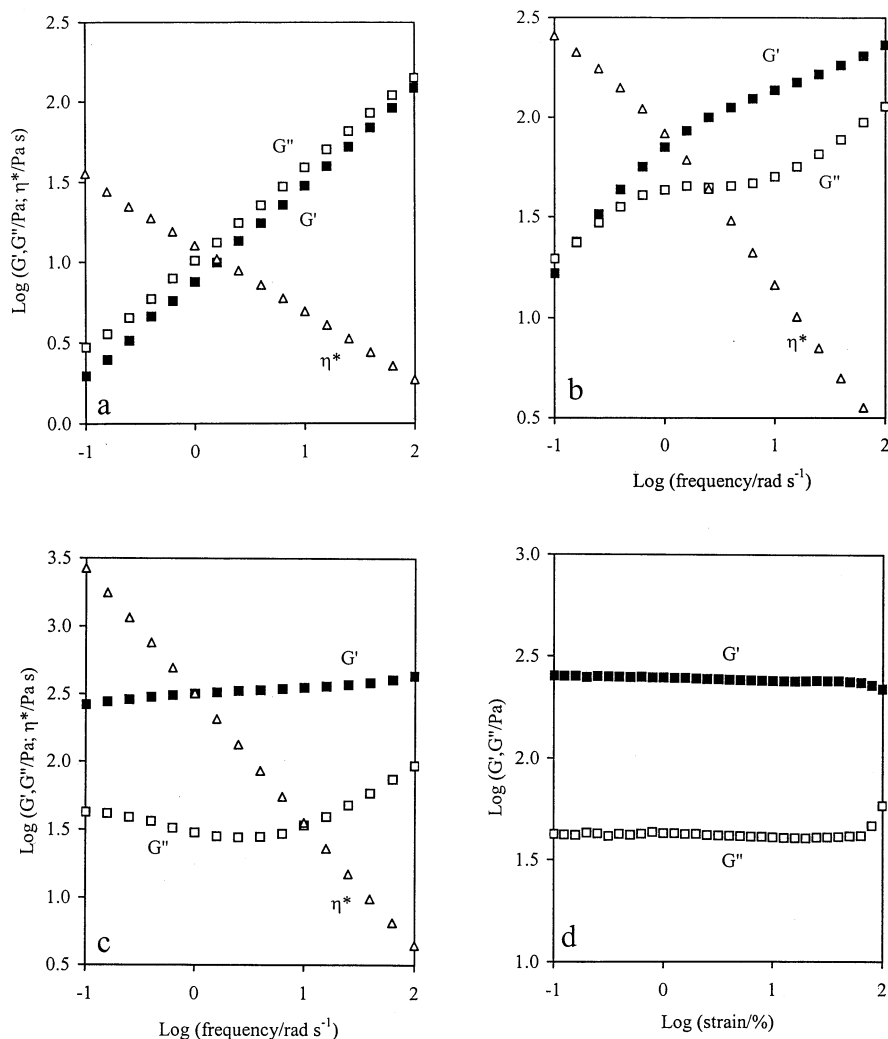 2.5
2.0
1.5
1.0
0.5
0.0
Log (G',G"/Pa; η*/Pa s)
G"
G'
η*
a
-1 0 1 2
2.5
2.0
1.5
1.0
0.5
G'
G"
η*
b
-1 0 1 2
Log (frequency/rad s⁻¹)
3.5
3.0
2.5
2.0
1.5
1.0
0.5
Log (G',G"/Pa; η*/Pa s)
G'
G"
η*
c
-1 0 1 2
Log (frequency/rad s⁻¹)
3.0
2.5
2.0
1.5
1.0
Log (G',G"/Pa)
G'
G"
d
-1 0 1 2
Log (strain/%)